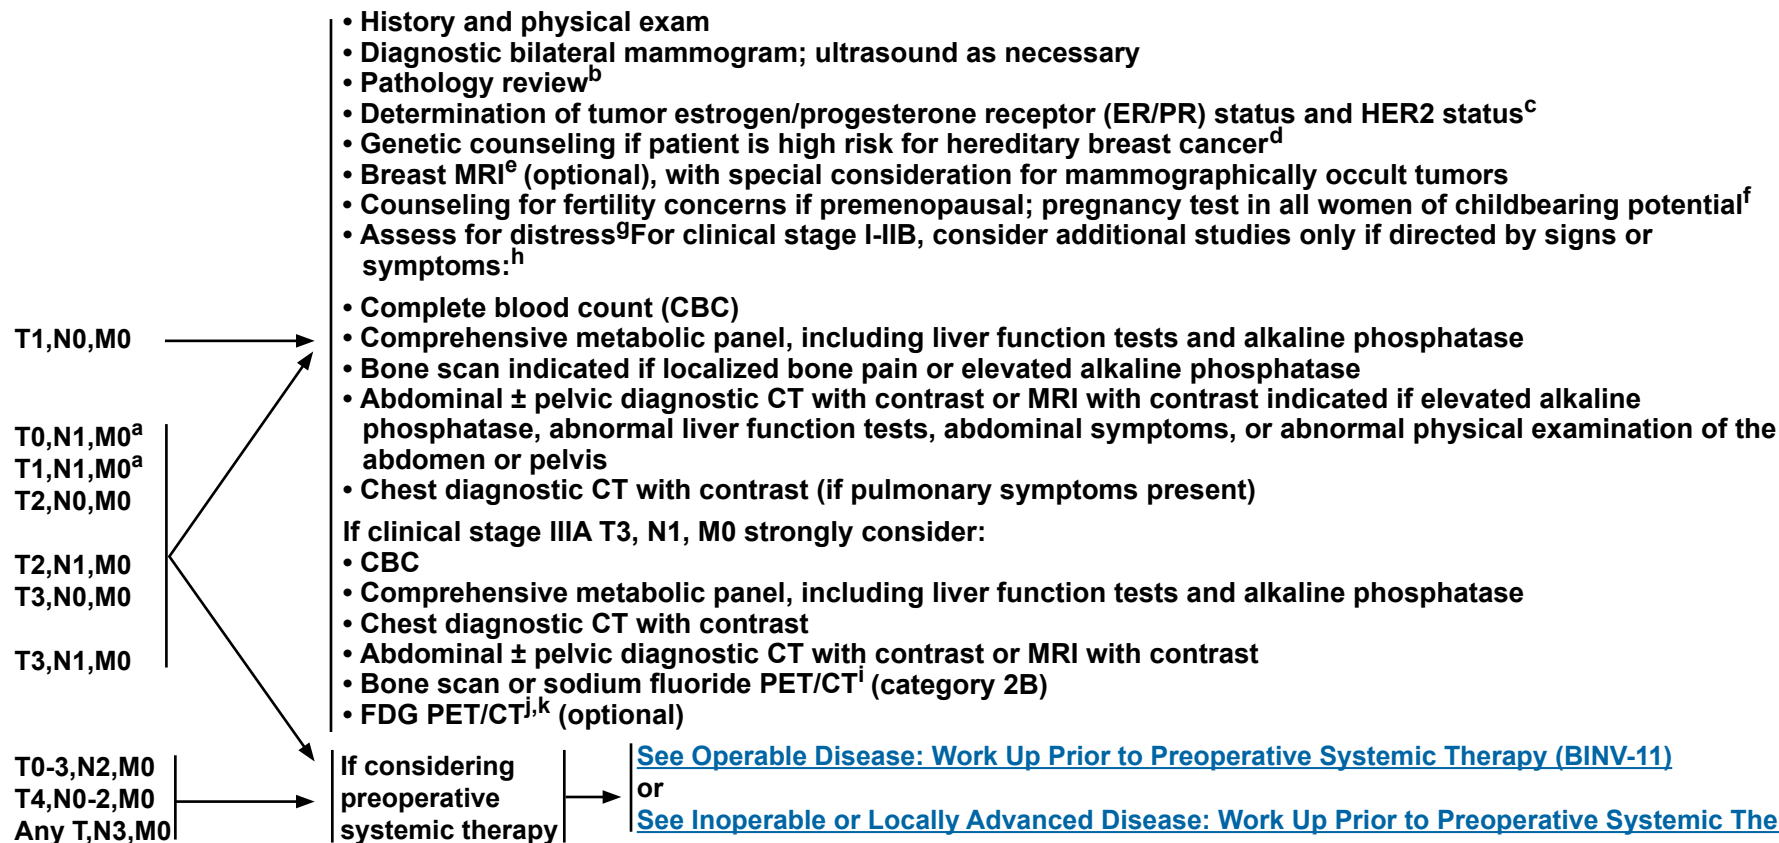 • History and physical exam
• Diagnostic bilateral mammogram; ultrasound as necessary
• Pathology reviewb
• Determination of tumor estrogen/progesterone receptor (ER/PR) status and HER2 statusc
• Genetic counseling if patient is high risk for hereditary breast cancerd
• Breast MRIe (optional), with special consideration for mammographically occult tumors
• Counseling for fertility concerns if premenopausal; pregnancy test in all women of childbearing potentialf
• Assess for distressgFor clinical stage I-IIB, consider additional studies only if directed by signs or
symptoms:h
• Complete blood count (CBC)
• Comprehensive metabolic panel, including liver function tests and alkaline phosphatase
• Bone scan indicated if localized bone pain or elevated alkaline phosphatase
• Abdominal ± pelvic diagnostic CT with contrast or MRI with contrast indicated if elevated alkaline
phosphatase, abnormal liver function tests, abdominal symptoms, or abnormal physical examination of the
abdomen or pelvis
• Chest diagnostic CT with contrast (if pulmonary symptoms present)
If clinical stage IIIA T3, N1, M0 strongly consider:
• CBC
• Comprehensive metabolic panel, including liver function tests and alkaline phosphatase
• Chest diagnostic CT with contrast
• Abdominal ± pelvic diagnostic CT with contrast or MRI with contrast
• Bone scan or sodium fluoride PET/CTi (category 2B)
• FDG PET/CTj,k (optional)
T1,N0,M0
T0,N1,M0a
T1,N1,M0a
T2,N0,M0
T2,N1,M0
T3,N0,M0
T3,N1,M0
T0-3,N2,M0
T4,N0-2,M0
Any T,N3,M0
If considering
preoperative
systemic therapy
See Operable Disease: Work Up Prior to Preoperative Systemic Therapy (BINV-11)
or
See Inoperable or Locally Advanced Disease: Work Up Prior to Preoperative Systemic The